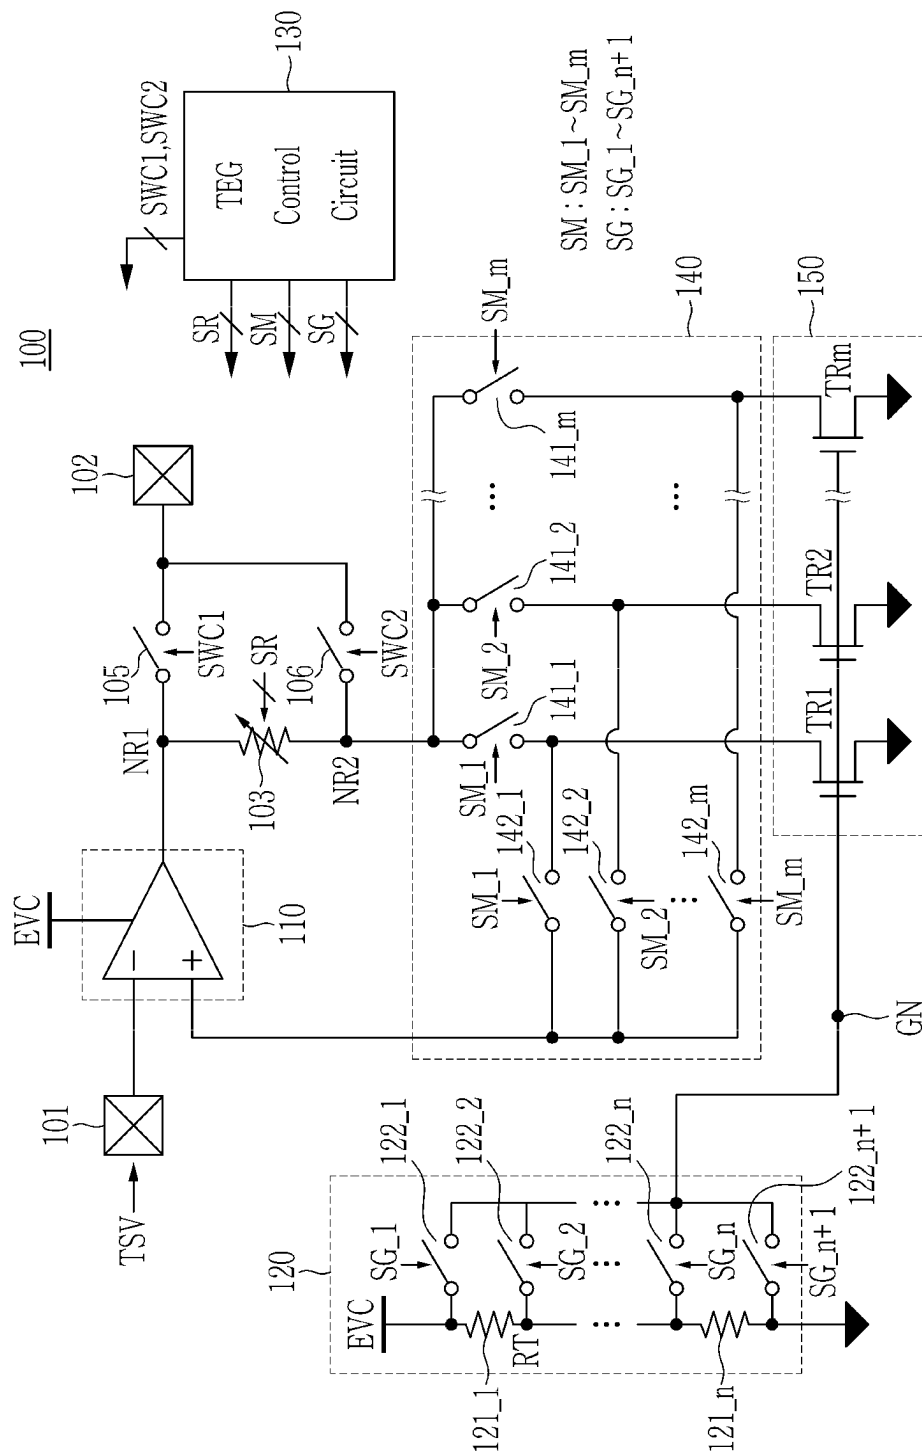 100
TSV
101
EVC
110
NR1
105
SWC1
102
103
SR
106
SWC2
NR2
SWC1,SWC2
130
TEG
Control
Circuit
SR
SM
SG
120
EVC
SG_1
122_1
121_1
RT
SG_2
122_2
SG_n
122_n
121_n
SG_n+1
122_n+1
SM_1
142_1
142_2
SM_2
142_m
SM_m
SM_1
141_1
SM_2
141_2
141_m
SM_m
140
SM : SM_1~SM_m
SG : SG_1~SG_n+1
GN
TR1
TR2
TRm
150